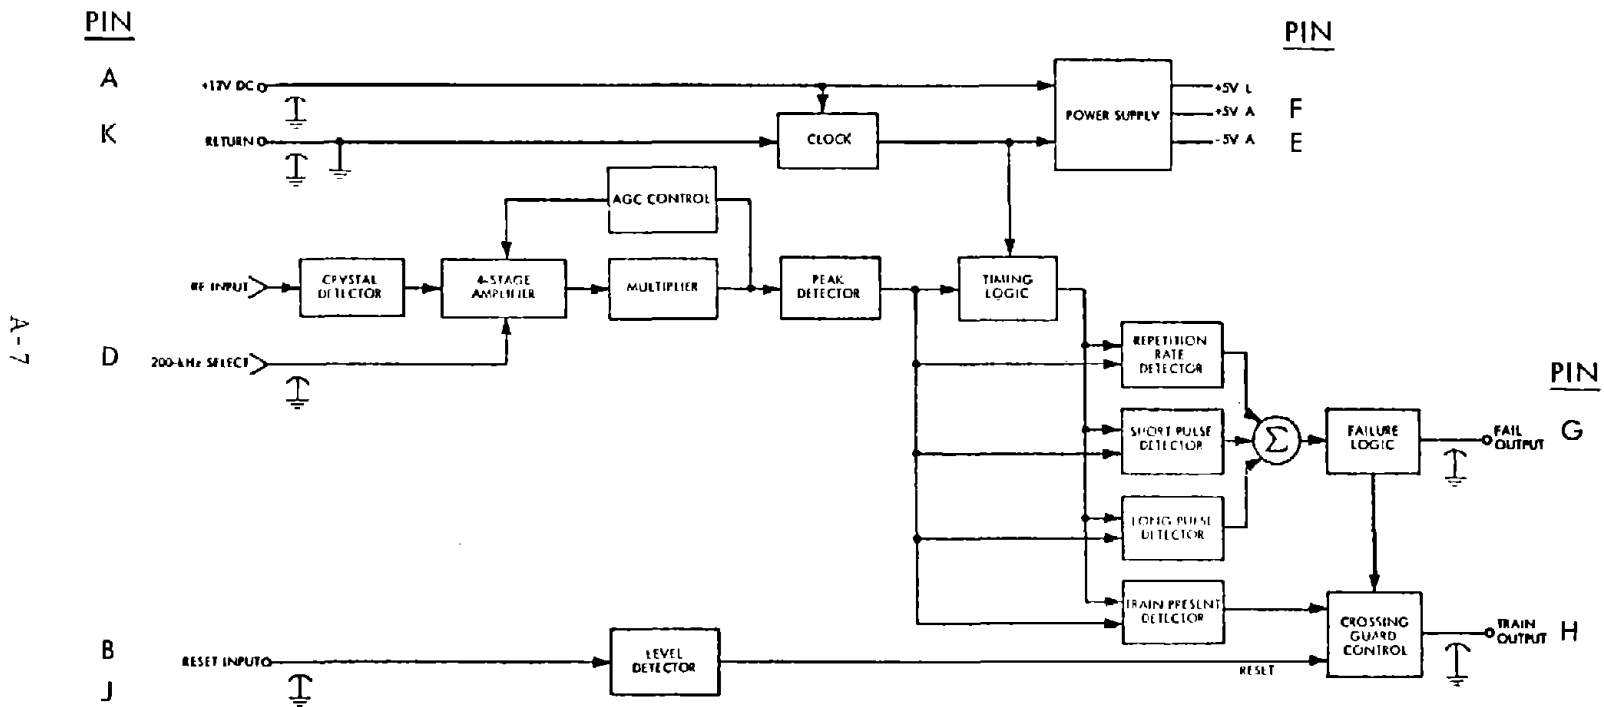 PIN
PIN
A
+12V DC
+5V L
POWER SUPPLY
+5V A
F
K
RETURN
CLOCK
-5V A
E
AGC CONTROL
RF INPUT
CRYSTAL
DETECTOR
4-STAGE
AMPLIFIER
MULTIPLIER
PEAK
DETECTOR
TIMING
LOGIC
A-7
D
200-kHz SELECT
REPETITION
RATE
DETECTOR
PIN
SHORT PULSE
DETECTOR
Σ
FAILURE
LOGIC
FAIL
OUTPUT
G
LONG PULSE
DETECTOR
TRAIN PRESENT
DETECTOR
CROSSING
GUARD
CONTROL
TRAIN
OUTPUT
H
B
RESET INPUT
LEVEL
DETECTOR
RESET
J